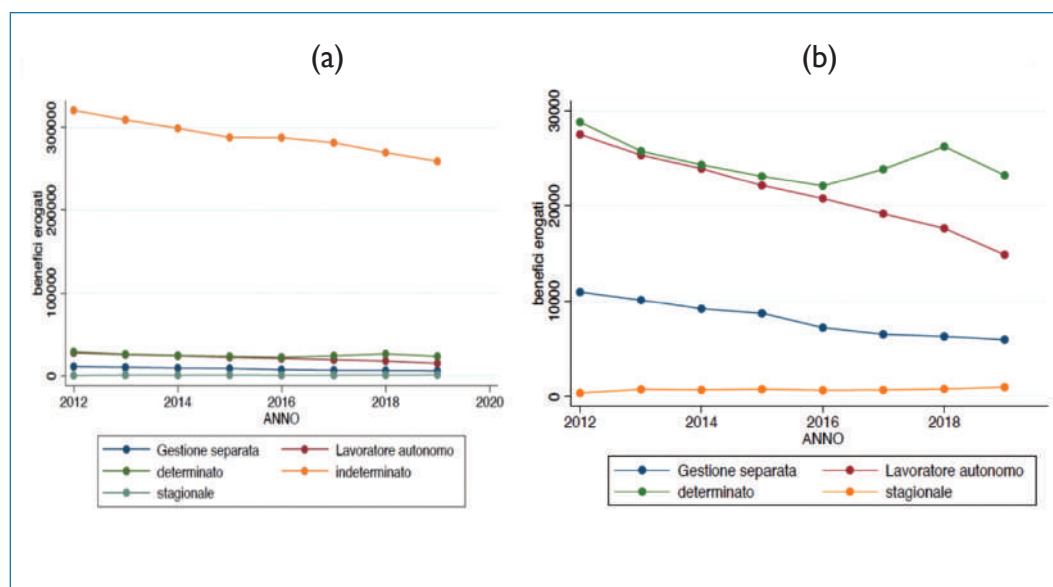 (a)
benefici erogati
300000
200000
100000
0
2012 2014 2016 2018 2020
ANNO
Gestione separata Lavoratore autonomo
determinato indeterminato
stagionale
(b)
benefici erogati
30000
20000
10000
0
2012 2014 2016 2018
ANNO
Gestione separata Lavoratore autonomo
determinato stagionale